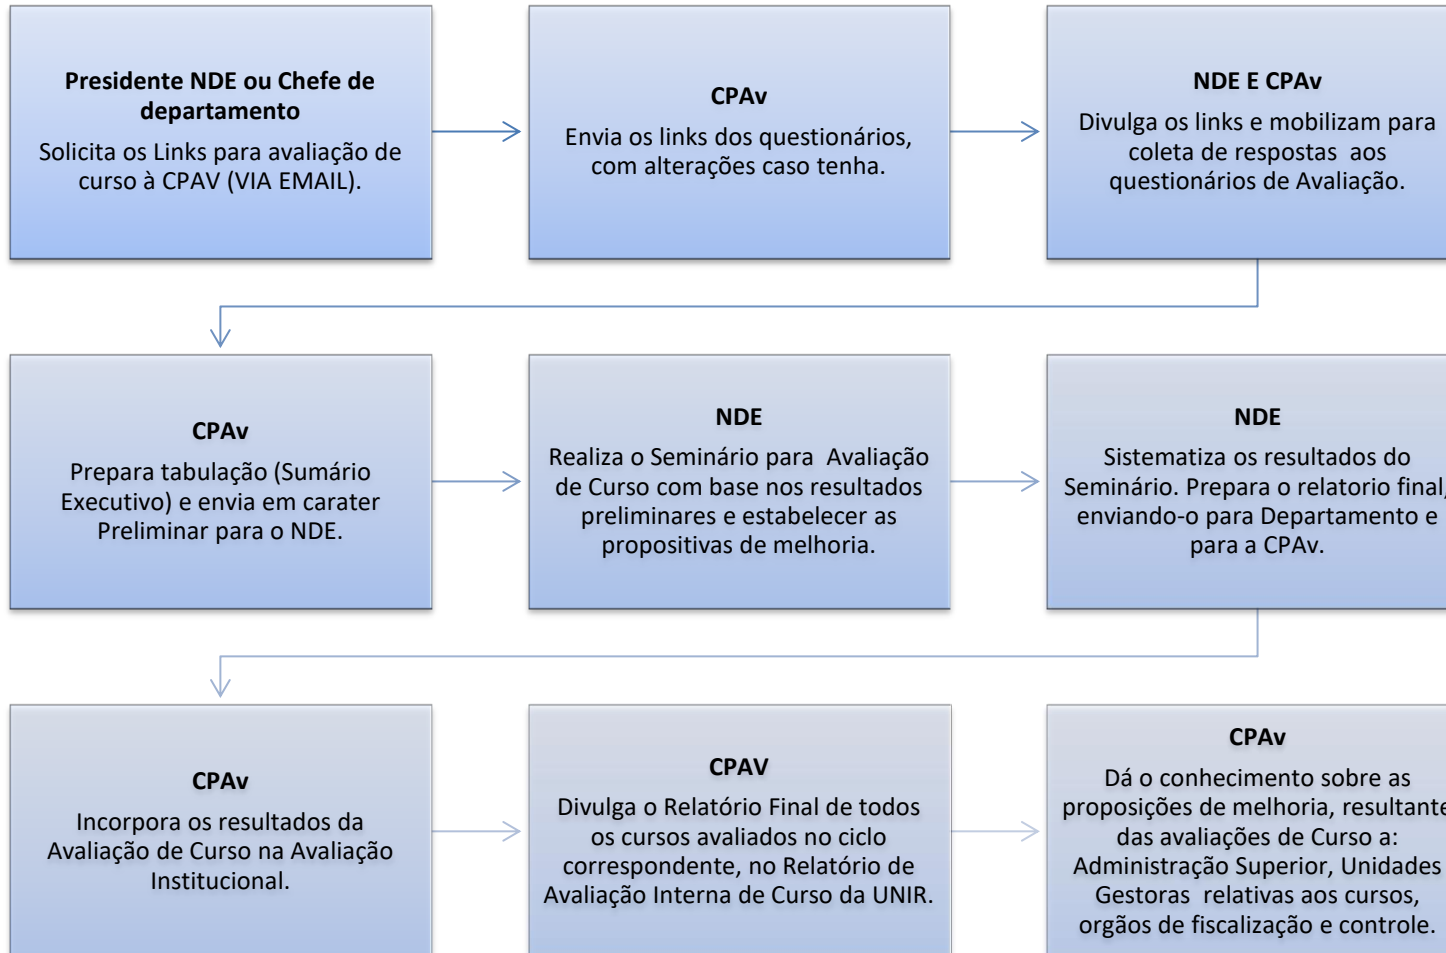 Presidente NDE ou Chefe de
departamento
Solicita os Links para avaliação de
curso à CPAV (VIA EMAIL).
CPAv
Envia os links dos questionários,
com alterações caso tenha.
NDE E CPAv
Divulga os links e mobilizam para
coleta de respostas aos
questionários de Avaliação.
CPAv
Prepara tabulação (Sumário
Executivo) e envia em carater
Preliminar para o NDE.
NDE
Realiza o Seminário para Avaliação
de Curso com base nos resultados
preliminares e estabelecer as
propositivas de melhoria.
NDE
Sistematiza os resultados do
Seminário. Prepara o relatorio final,
enviando-o para Departamento e
para a CPAv.
CPAv
Incorpora os resultados da
Avaliação de Curso na Avaliação
Institucional.
CPAV
Divulga o Relatório Final de todos
os cursos avaliados no ciclo
correspondente, no Relatório de
Avaliação Interna de Curso da UNIR.
CPAv
Dá o conhecimento sobre as
proposições de melhoria, resultante
das avaliações de Curso a:
Administração Superior, Unidades
Gestoras relativas aos cursos,
orgãos de fiscalização e controle.